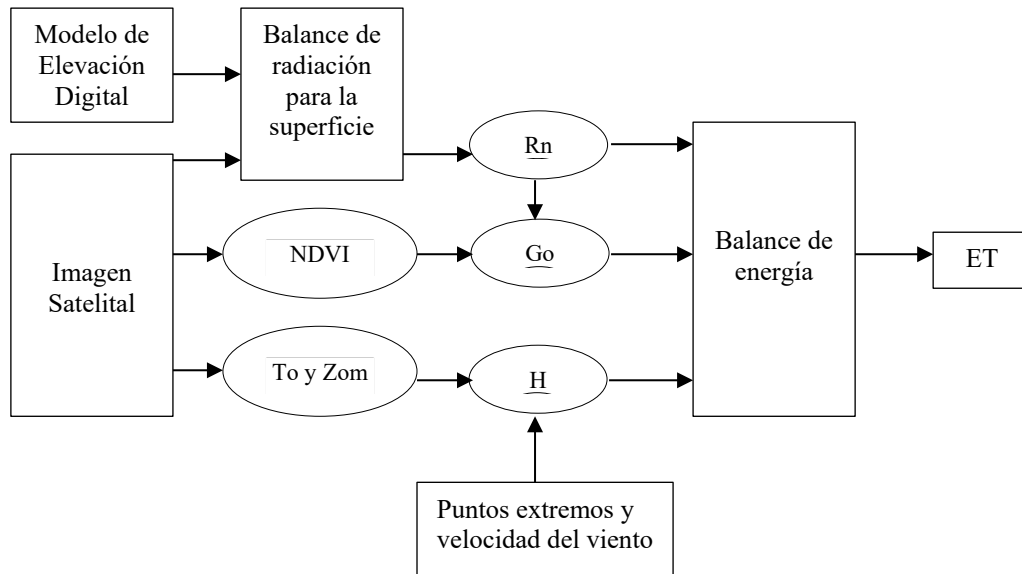 Modelo de
Elevación
Digital
Balance de
radiación
para la
superficie
Rn
Imagen
Satelital
NDVI
Go
Balance de
energía
ET
To y Zom
H
Puntos extremos y
velocidad del viento